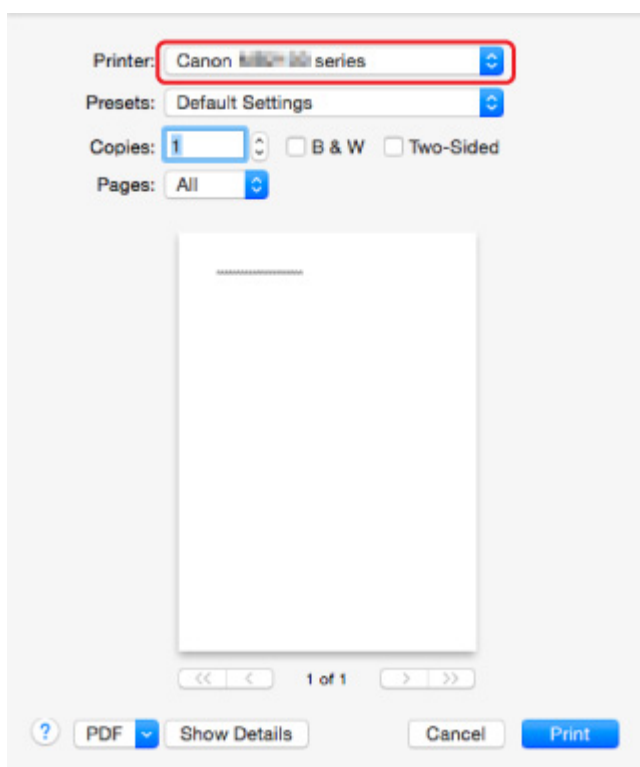 Printer: Canon series
Presets: Default Settings
Copies: 1 B & W Two-Sided
Pages: All
<< < 1 of 1 > >>
? PDF Show Details Cancel Print